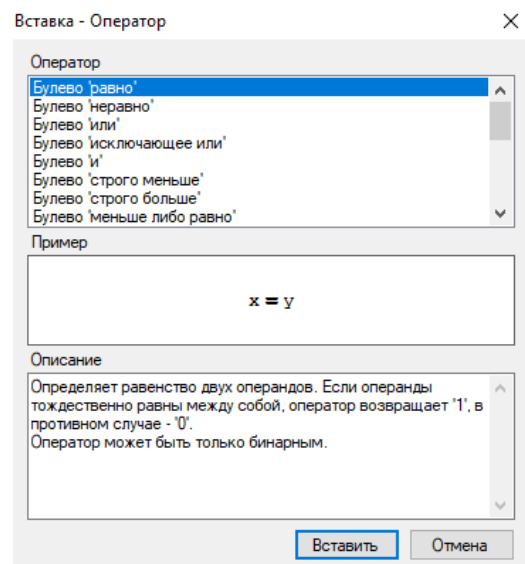 Вставка - Оператор
Оператор
Булево 'равно'
Булево 'неравно'
Булево 'или'
Булево 'исключающее или'
Булево 'и'
Булево 'строго меньше'
Булево 'строго больше'
Булево 'меньше либо равно'
Пример
x = y
Описание
Определяет равенство двух операндов. Если операнды
тождественно равны между собой, оператор возвращает '1', в
противном случае - '0'.
Оператор может быть только бинарным.
Вставить
Отмена